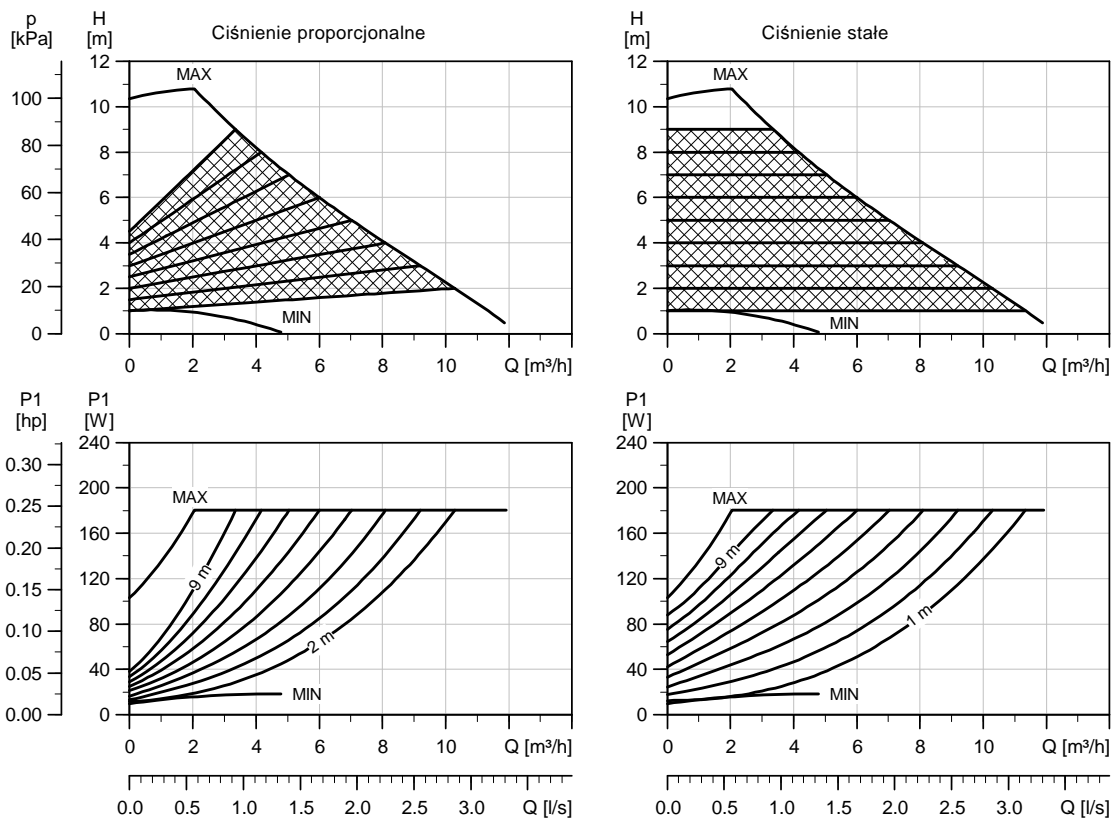 p
[kPa]
H
[m]
Ciśnienie proporcjonalne
H
[m]
Ciśnienie stałe
12
10
8
6
4
2
0
100
80
60
40
20
0
MAX
MIN
0 2 4 6 8 10 Q [m³/h]
12
10
8
6
4
2
0
MAX
MIN
0 2 4 6 8 10 Q [m³/h]
P1
[hp]
P1
[W]
0.30
0.25
0.20
0.15
0.10
0.05
0.00
240
200
160
120
80
40
0
MAX
9 m
2 m
MIN
0 2 4 6 8 10 Q [m³/h]
0.0 0.5 1.0 1.5 2.0 2.5 3.0 Q [l/s]
P1
[W]
240
200
160
120
80
40
0
MAX
9 m
1 m
MIN
0 2 4 6 8 10 Q [m³/h]
0.0 0.5 1.0 1.5 2.0 2.5 3.0 Q [l/s]